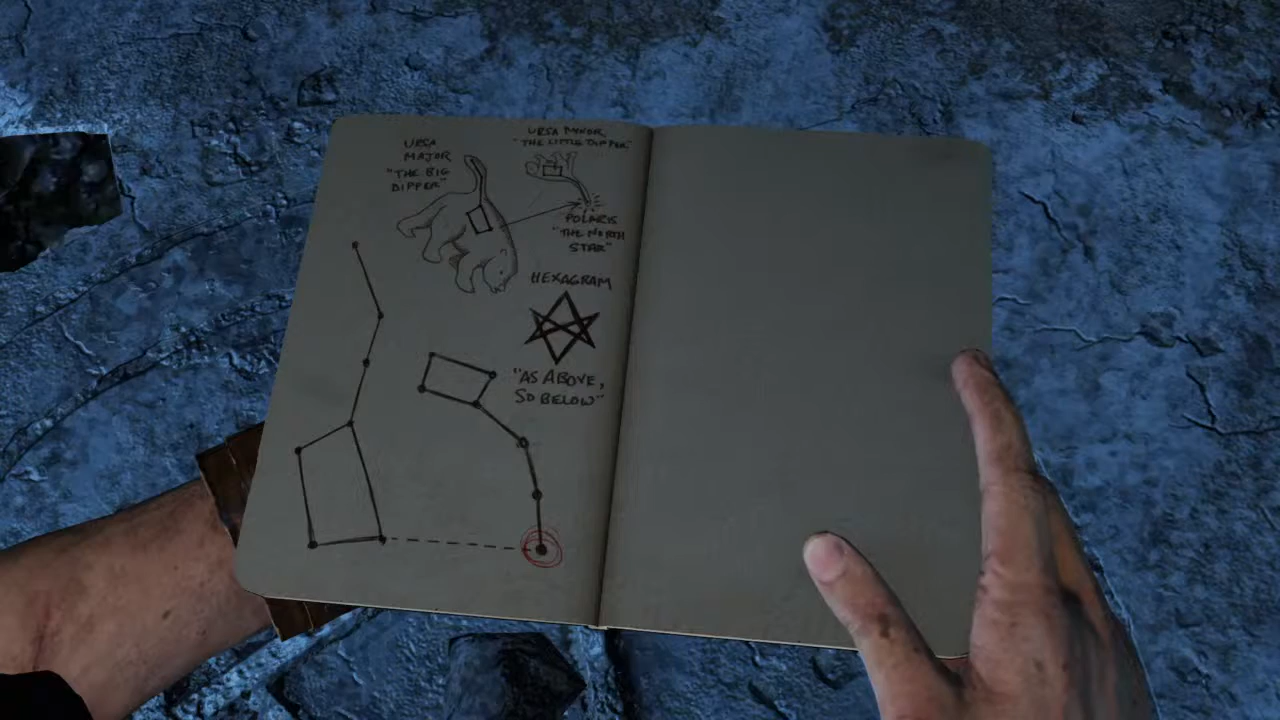 URSA
MAJOR
"THE BIG
DIPPER"
URSA MINOR
"THE LITTLE DIPPER"
POLARIS
"THE NORTH
STAR"
HEXAGRAM
"AS ABOVE,
SO BELOW"